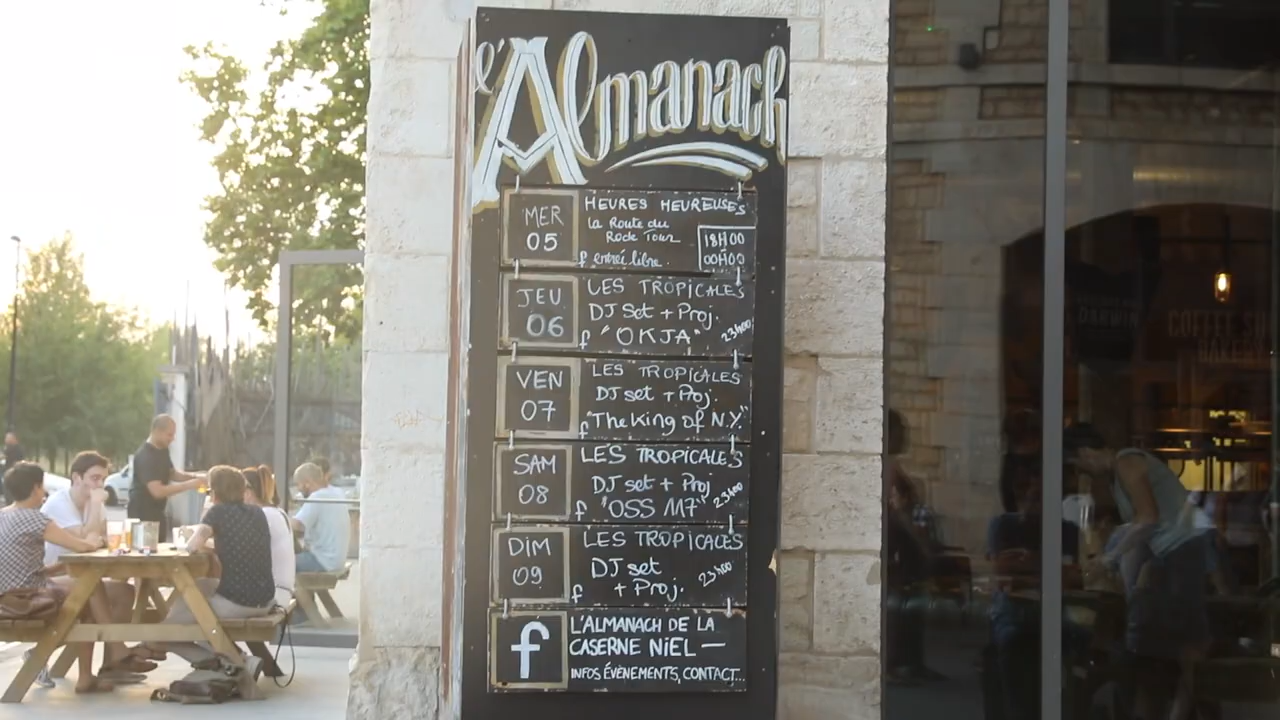 l'Almanach
MER
05
HEURES HEUREUSES
la Route du
Rock Tour
f entrée libre.
18H00
00H00
JEU
06
LES TROPICALES
DJ Set + Proj.
f "OKJA"
23h00
VEN
07
LES TROPICALES
DJ set + Proj.
f "The King of N.Y."
SAM
08
LES TROPICALES
DJ set + Proj
f "OSS 117"
23h00
DIM
09
LES TROPICALES
DJ set
f + Proj.
23h00
f
L'ALMANACH DE LA
CASERNE NIEL —
INFOS ÉVÈNEMENTS, CONTACT...
DARWIN
COFFEE